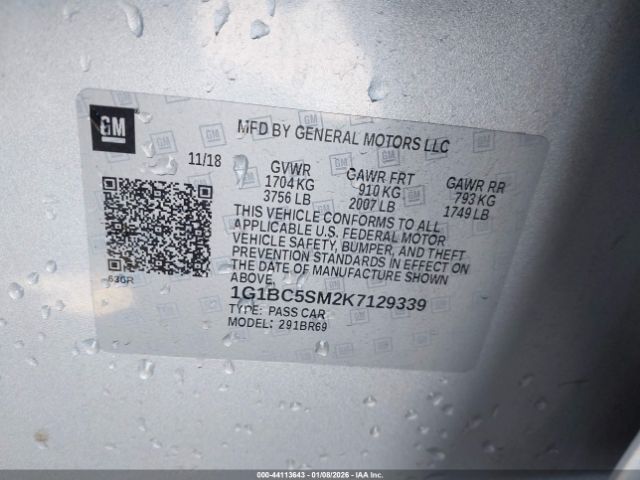 GM
MFD BY GENERAL MOTORS LLC
11/18
GVWR GAWR FRT GAWR RR
1704 KG 910 KG 793 KG
3756 LB 2007 LB 1749 LB
THIS VEHICLE CONFORMS TO ALL
APPLICABLE U.S. FEDERAL MOTOR
VEHICLE SAFETY, BUMPER, AND THEFT
PREVENTION STANDARDS IN EFFECT ON
THE DATE OF MANUFACTURE SHOWN
ABOVE.
630R
1G1BC5SM2K7129339
TYPE: PASS CAR
MODEL: 291BR69
000-44113643 - 01/08/2026 - IAAI Inc.